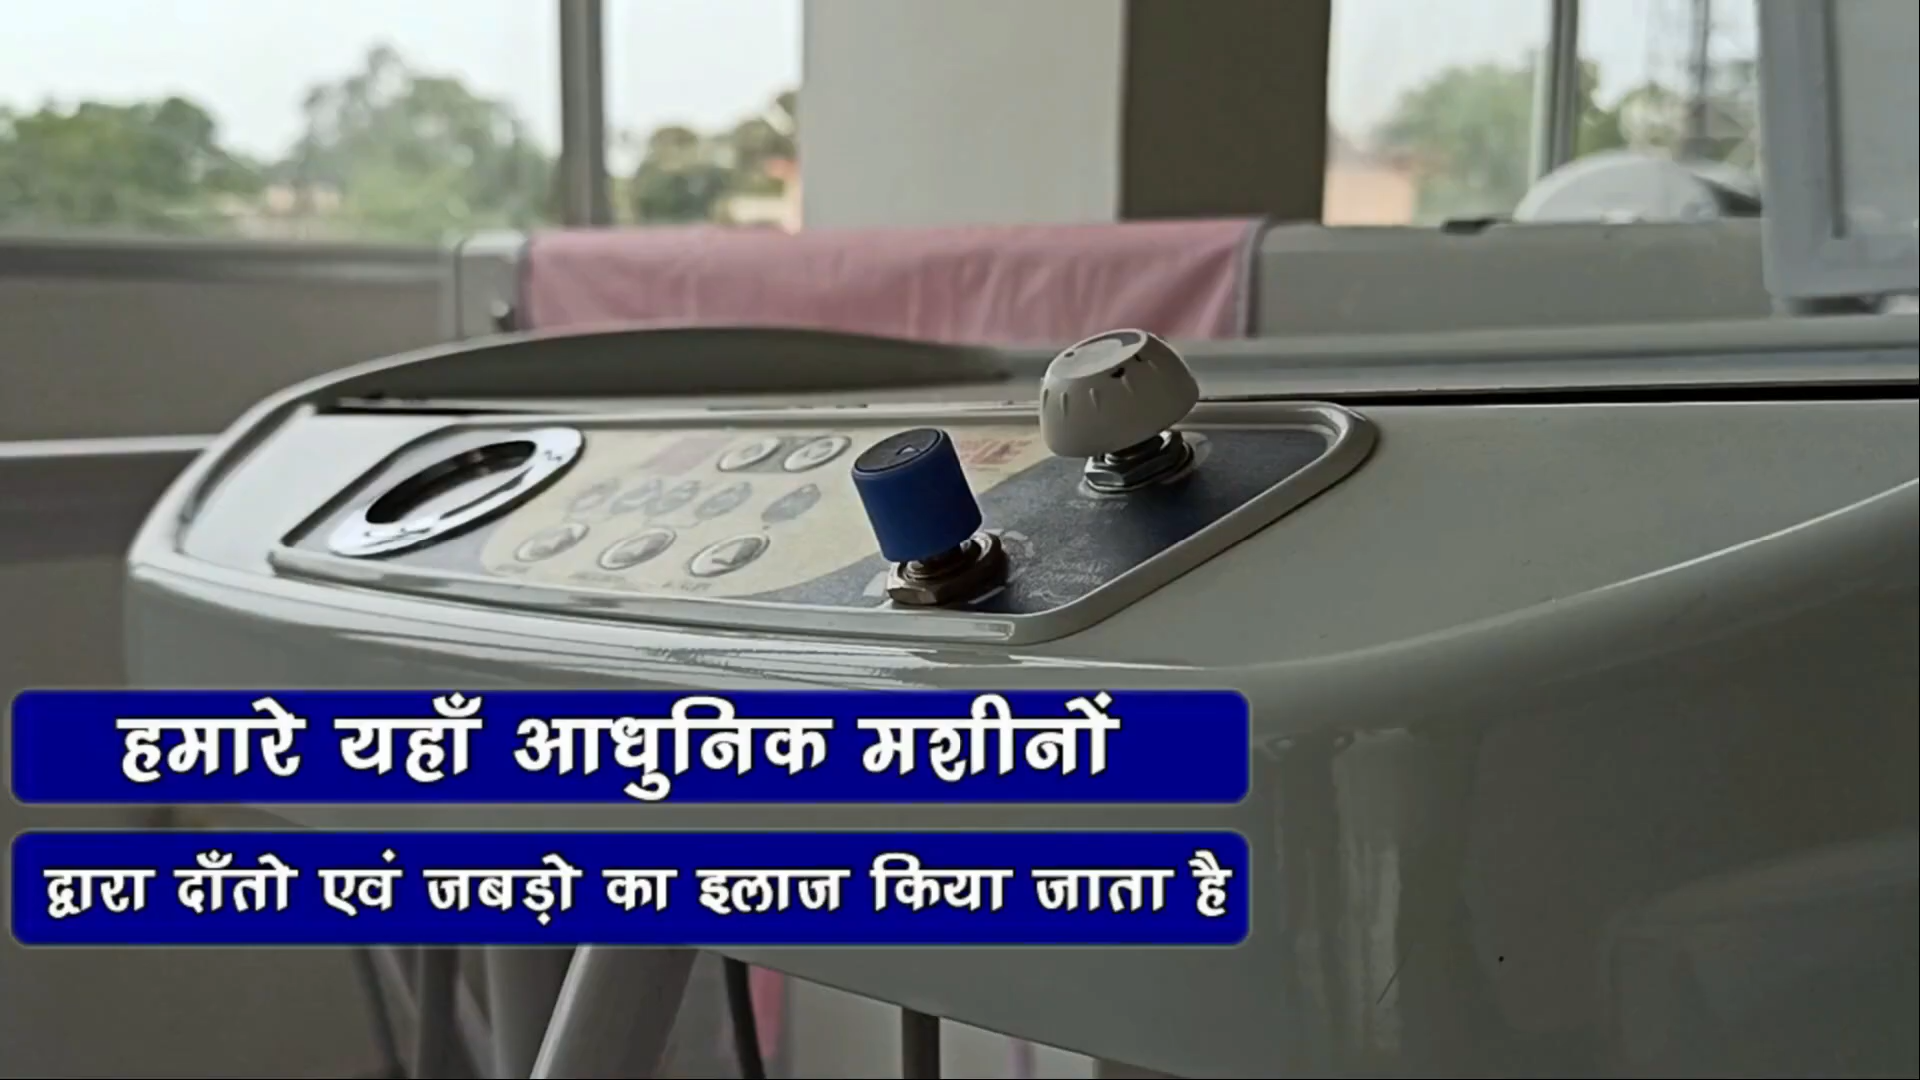 हमारे यहाँ आधुनिक मशीनों
द्वारा दाँतो एवं जबड़ो का इलाज किया जाता है